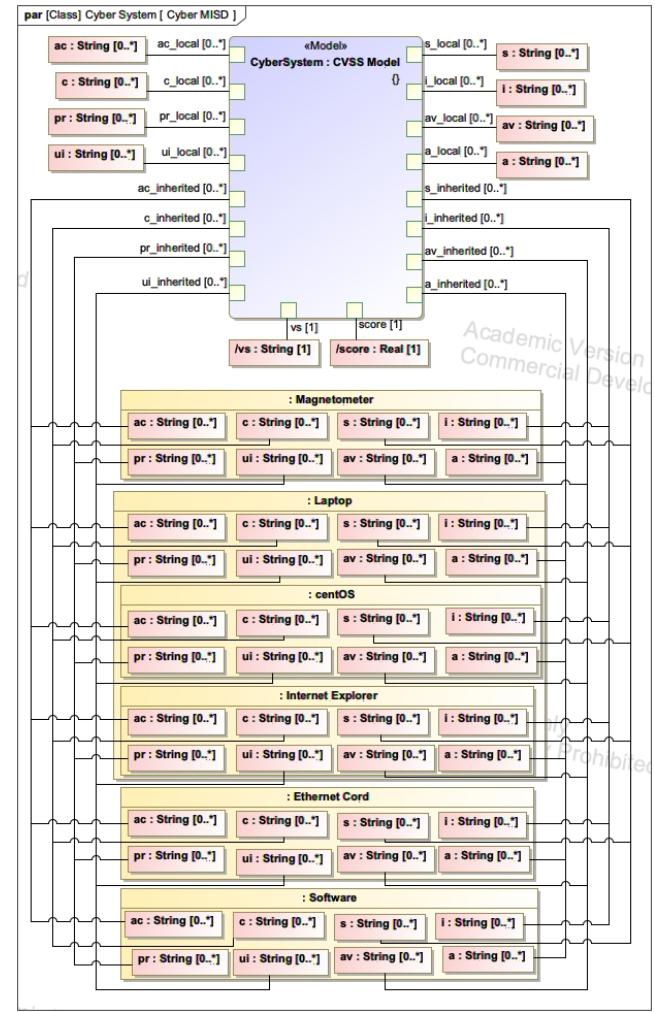 par [Class] Cyber System [ Cyber MISD ]
ac : String [0..*]
ac_local [0..*]
«Model»
CyberSystem : CVSS Model
{}
s_local [0..*]
s : String [0..*]
c : String [0..*]
c_local [0..*]
i_local [0..*]
i : String [0..*]
pr : String [0..*]
pr_local [0..*]
av_local [0..*]
av : String [0..*]
ui : String [0..*]
ui_local [0..*]
a_local [0..*]
a : String [0..*]
ac_inherited [0..*]
s_inherited [0..*]
c_inherited [0..*]
i_inherited [0..*]
pr_inherited [0..*]
av_inherited [0..*]
ui_inherited [0..*]
a_inherited [0..*]
vs [1]
score [1]
/vs : String [1]
/score : Real [1]
Academic Version
Commercial Develo
: Magnetometer
ac : String [0..*] c : String [0..*] s : String [0..*] i : String [0..*]
pr : String [0..*] ui : String [0..*] av : String [0..*] a : String [0..*]
: Laptop
ac : String [0..*] c : String [0..*] s : String [0..*] i : String [0..*]
pr : String [0..*] ui : String [0..*] av : String [0..*] a : String [0..*]
: centOS
ac : String [0..*] c : String [0..*] s : String [0..*] i : String [0..*]
pr : String [0..*] ui : String [0..*] av : String [0..*] a : String [0..*]
: Internet Explorer
ac : String [0..*] c : String [0..*] s : String [0..*] i : String [0..*]
pr : String [0..*] ui : String [0..*] av : String [0..*] a : String [0..*]
Prohibited
: Ethernet Cord
ac : String [0..*] c : String [0..*] s : String [0..*] i : String [0..*]
pr : String [0..*] ui : String [0..*] av : String [0..*] a : String [0..*]
: Software
ac : String [0..*] c : String [0..*] s : String [0..*] i : String [0..*]
pr : String [0..*] ui : String [0..*] av : String [0..*] a : String [0..*]